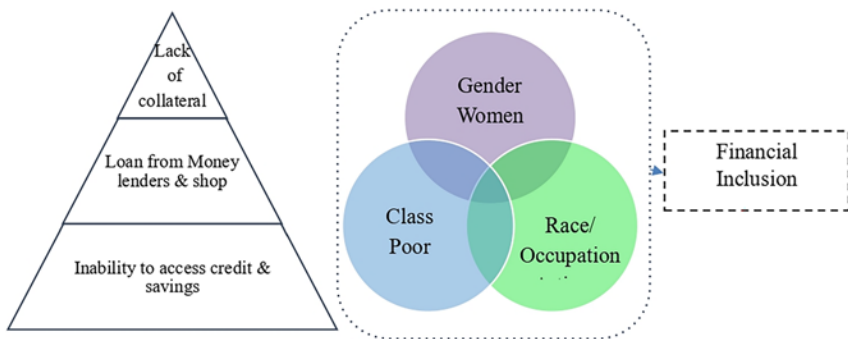 Lack
of
collateral
Loan from Money
lenders & shop
Inability to access credit &
savings
Gender
Women
Class
Poor
Race/
Occupation
Financial
Inclusion